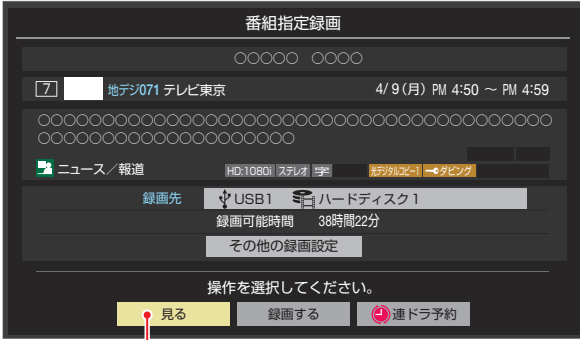 番組指定録画
○○○○○ ○○○○
7 地デジ071 テレビ東京 4/ 9(月) PM 4:50 ～ PM 4:59
○○○○○○○○○○○○○○○○○○○○○○○○○○○○○○○○○○○○○○○○
○○○○○○○○○○○○○○○○○○○○
ニュース／報道 HD:1080i ステレオ 字 光デジタルコピー1 ダビング
録画先 USB1 ハードディスク1
録画可能時間 38時間22分
その他の録画設定
操作を選択してください。
見る 録画する 連ドラ予約